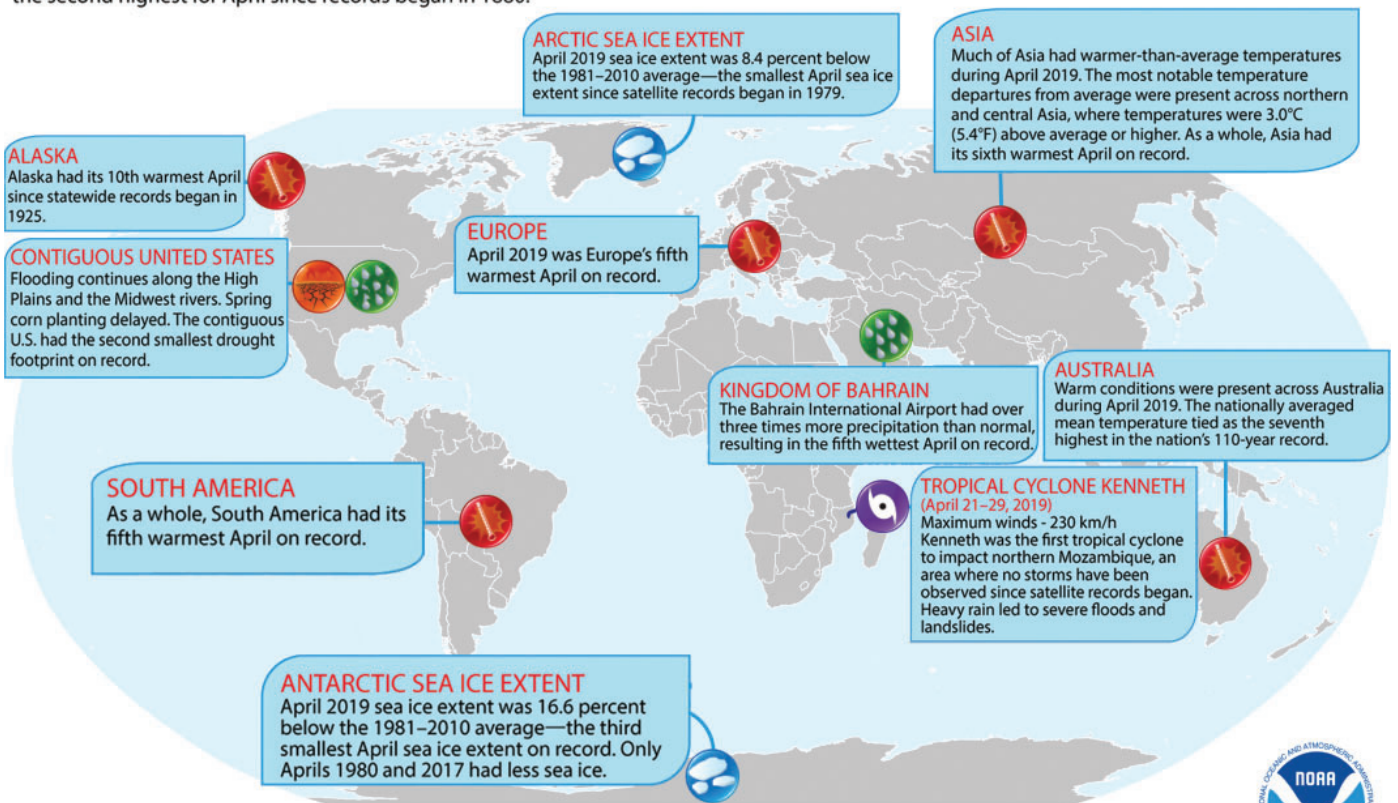 the second highest for April since records began in 1880.
ARCTIC SEA ICE EXTENT
April 2019 sea ice extent was 8.4 percent below
the 1981–2010 average—the smallest April sea ice
extent since satellite records began in 1979.
ASIA
Much of Asia had warmer-than-average temperatures
during April 2019. The most notable temperature
departures from average were present across northern
and central Asia, where temperatures were 3.0°C
(5.4°F) above average or higher. As a whole, Asia had
its sixth warmest April on record.
ALASKA
Alaska had its 10th warmest April
since statewide records began in
1925.
EUROPE
April 2019 was Europe's fifth
warmest April on record.
CONTIGUOUS UNITED STATES
Flooding continues along the High
Plains and the Midwest rivers. Spring
corn planting delayed. The contiguous
U.S. had the second smallest drought
footprint on record.
KINGDOM OF BAHRAIN
The Bahrain International Airport had over
three times more precipitation than normal,
resulting in the fifth wettest April on record.
AUSTRALIA
Warm conditions were present across Australia
during April 2019. The nationally averaged
mean temperature tied as the seventh
highest in the nation's 110-year record.
SOUTH AMERICA
As a whole, South America had its
fifth warmest April on record.
TROPICAL CYCLONE KENNETH
(April 21–29, 2019)
Maximum winds - 230 km/h
Kenneth was the first tropical cyclone
to impact northern Mozambique, an
area where no storms have been
observed since satellite records began.
Heavy rain led to severe floods and
landslides.
ANTARCTIC SEA ICE EXTENT
April 2019 sea ice extent was 16.6 percent
below the 1981–2010 average—the third
smallest April sea ice extent on record. Only
Aprils 1980 and 2017 had less sea ice.
OCEANIC AND ATMOSPHERIC
NOAA